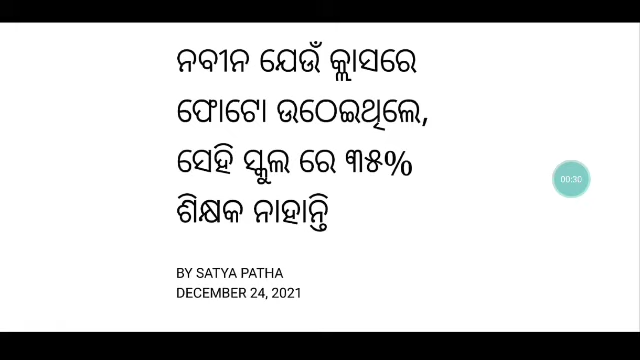 ନବୀନ ଯେଉଁ କ୍ଲାସରେ
ଫୋଟୋ ଉଠେଇଥିଲେ,
ସେହି ସ୍କୁଲ ରେ ୩୫%
ଶିକ୍ଷକ ନାହାନ୍ତି
00:30
BY SATYA PATHA
DECEMBER 24, 2021